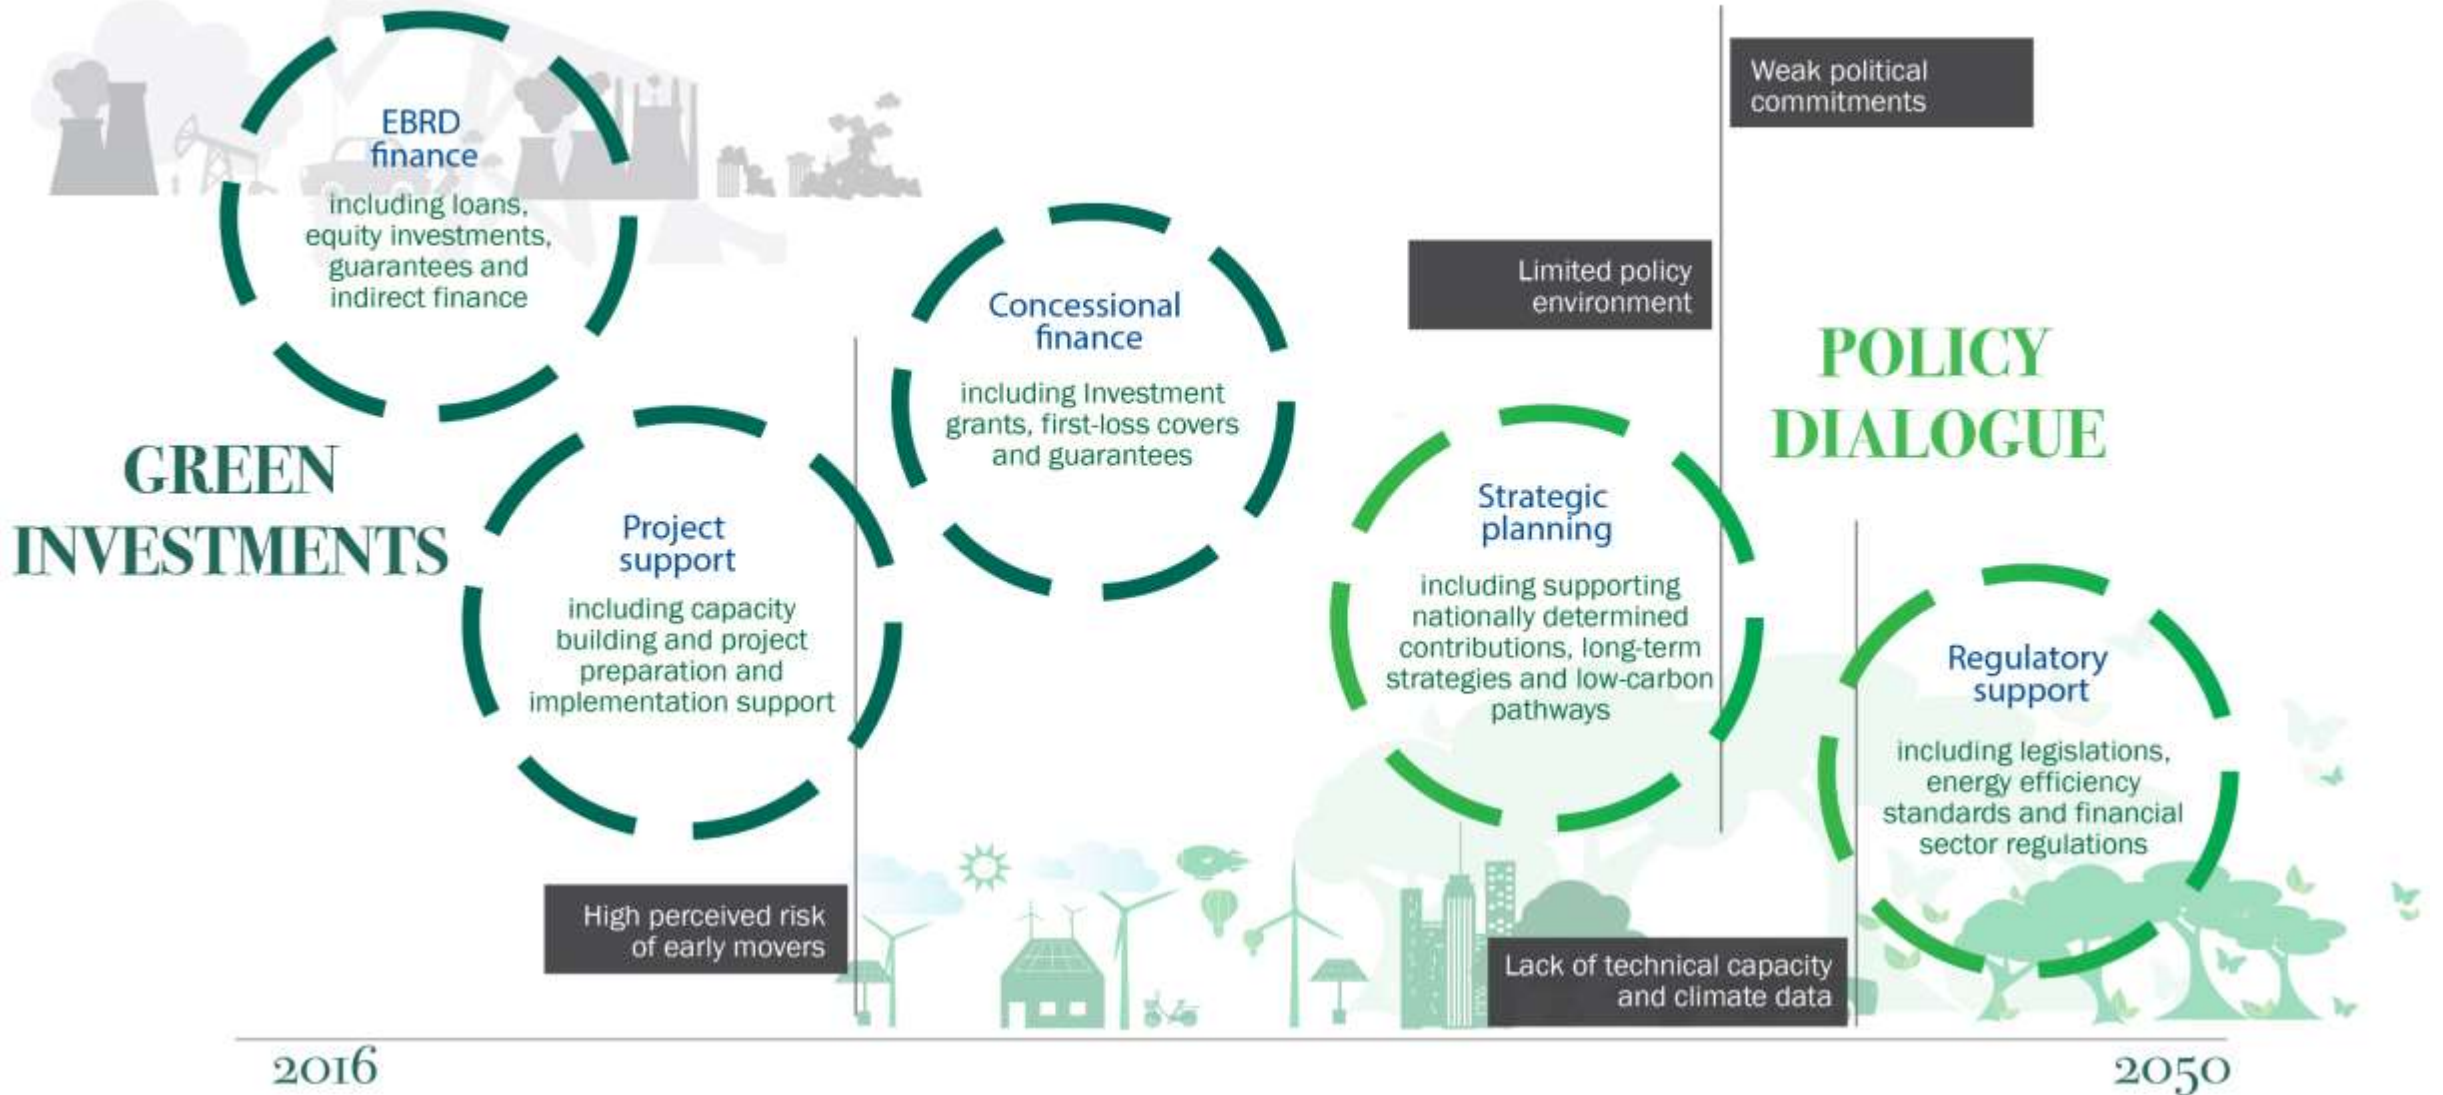 EBRD
finance
including loans,
equity investments,
guarantees and
indirect finance
GREEN
INVESTMENTS
Project
support
including capacity
building and project
preparation and
implementation support
High perceived risk
of early movers
Concessional
finance
including Investment
grants, first-loss covers
and guarantees
Weak political
commitments
Limited policy
environment
POLICY
DIALOGUE
Strategic
planning
including supporting
nationally determined
contributions, long-term
strategies and low-carbon
pathways
Regulatory
support
including legislations,
energy efficiency
standards and financial
sector regulations
Lack of technical capacity
and climate data
2016
2050